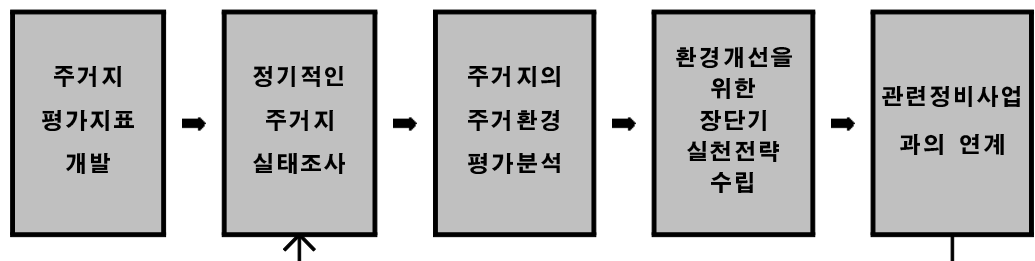 주거지
평가지표
개발
정기적인
주거지
실태조사
주거지의
주거환경
평가분석
환경개선을
위한
장단기
실천전략
수립
관련정비사업
과의 연계